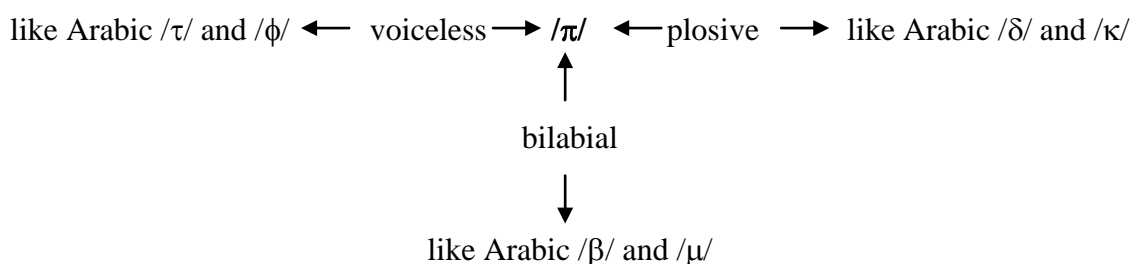 like Arabic /τ/ and /ϕ/ voiceless /π/ plosive like Arabic /δ/ and /κ/
bilabial
like Arabic /β/ and /μ/